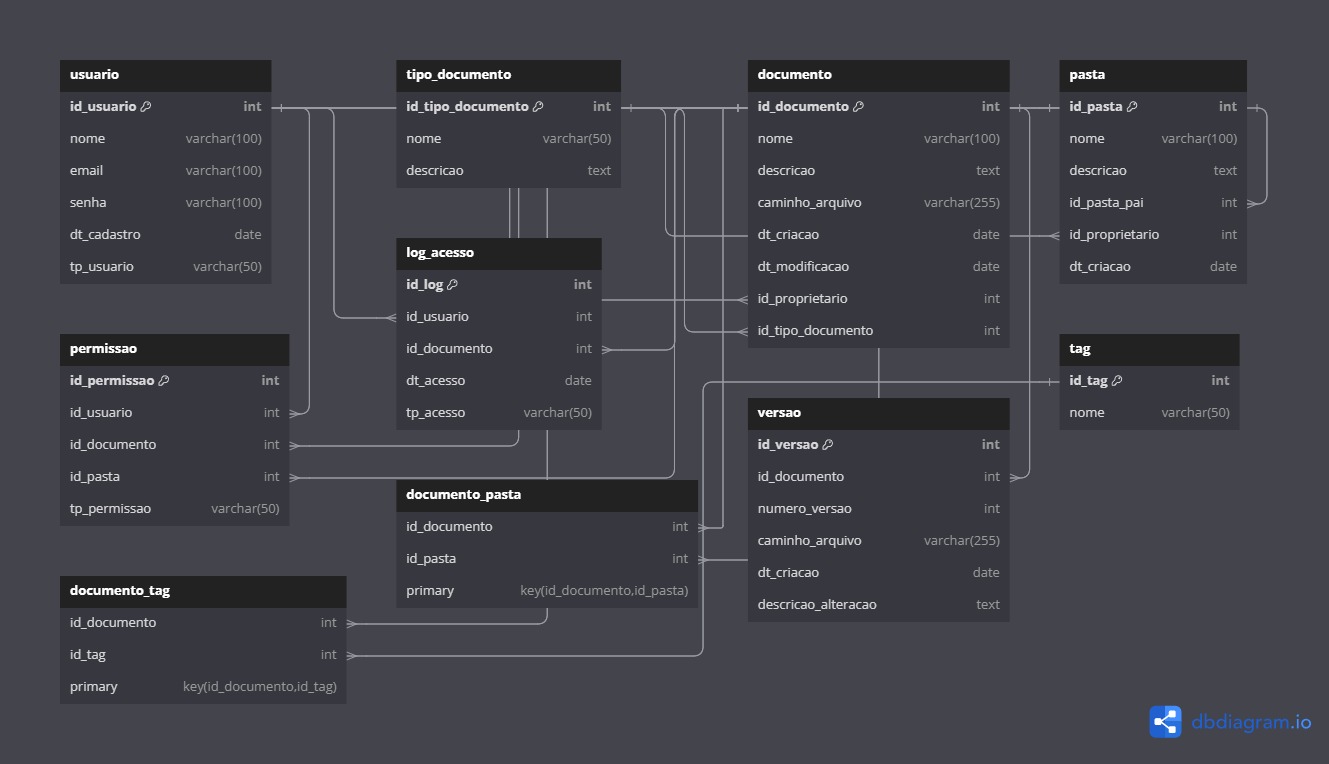 usuario
id_usuario int
nome varchar(100)
email varchar(100)
senha varchar(100)
dt_cadastro date
tp_usuario varchar(50)
tipo_documento
id_tipo_documento int
nome varchar(50)
descricao text
documento
id_documento int
nome varchar(100)
descricao text
caminho_arquivo varchar(255)
dt_criacao date
dt_modificacao date
id_proprietario int
id_tipo_documento int
pasta
id_pasta int
nome varchar(100)
descricao text
id_pasta_pai int
id_proprietario int
dt_criacao date
log_acesso
id_log int
id_usuario int
id_documento int
dt_acesso date
tp_acesso varchar(50)
permissao
id_permissao int
id_usuario int
id_documento int
id_pasta int
tp_permissao varchar(50)
tag
id_tag int
nome varchar(50)
versao
id_versao int
id_documento int
numero_versao int
caminho_arquivo varchar(255)
dt_criacao date
descricao_alteracao text
documento_pasta
id_documento int
id_pasta int
primary key(id_documento,id_pasta)
documento_tag
id_documento int
id_tag int
primary key(id_documento,id_tag)
dbdiagram.io